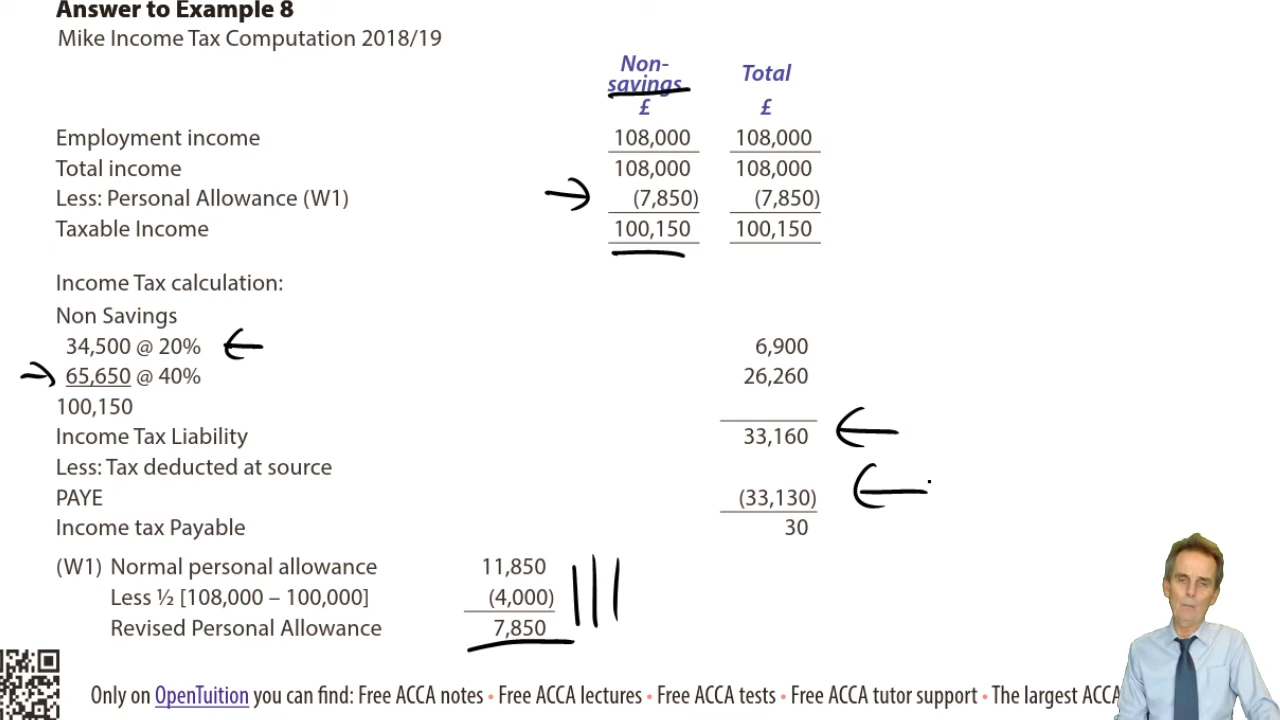 Answer to Example 8
Mike Income Tax Computation 2018/19
Non-
savings Total
£ £
Employment income 108,000 108,000
Total income 108,000 108,000
Less: Personal Allowance (W1) (7,850) (7,850)
Taxable Income 100,150 100,150
Income Tax calculation:
Non Savings
34,500 @ 20% 6,900
65,650 @ 40% 26,260
100,150
Income Tax Liability 33,160
Less: Tax deducted at source
PAYE (33,130)
Income tax Payable 30
(W1) Normal personal allowance 11,850
Less ½ [108,000 – 100,000] (4,000)
Revised Personal Allowance 7,850
Only on OpenTuition you can find: Free ACCA notes • Free ACCA lectures • Free ACCA tests • Free ACCA tutor support • The largest ACCA